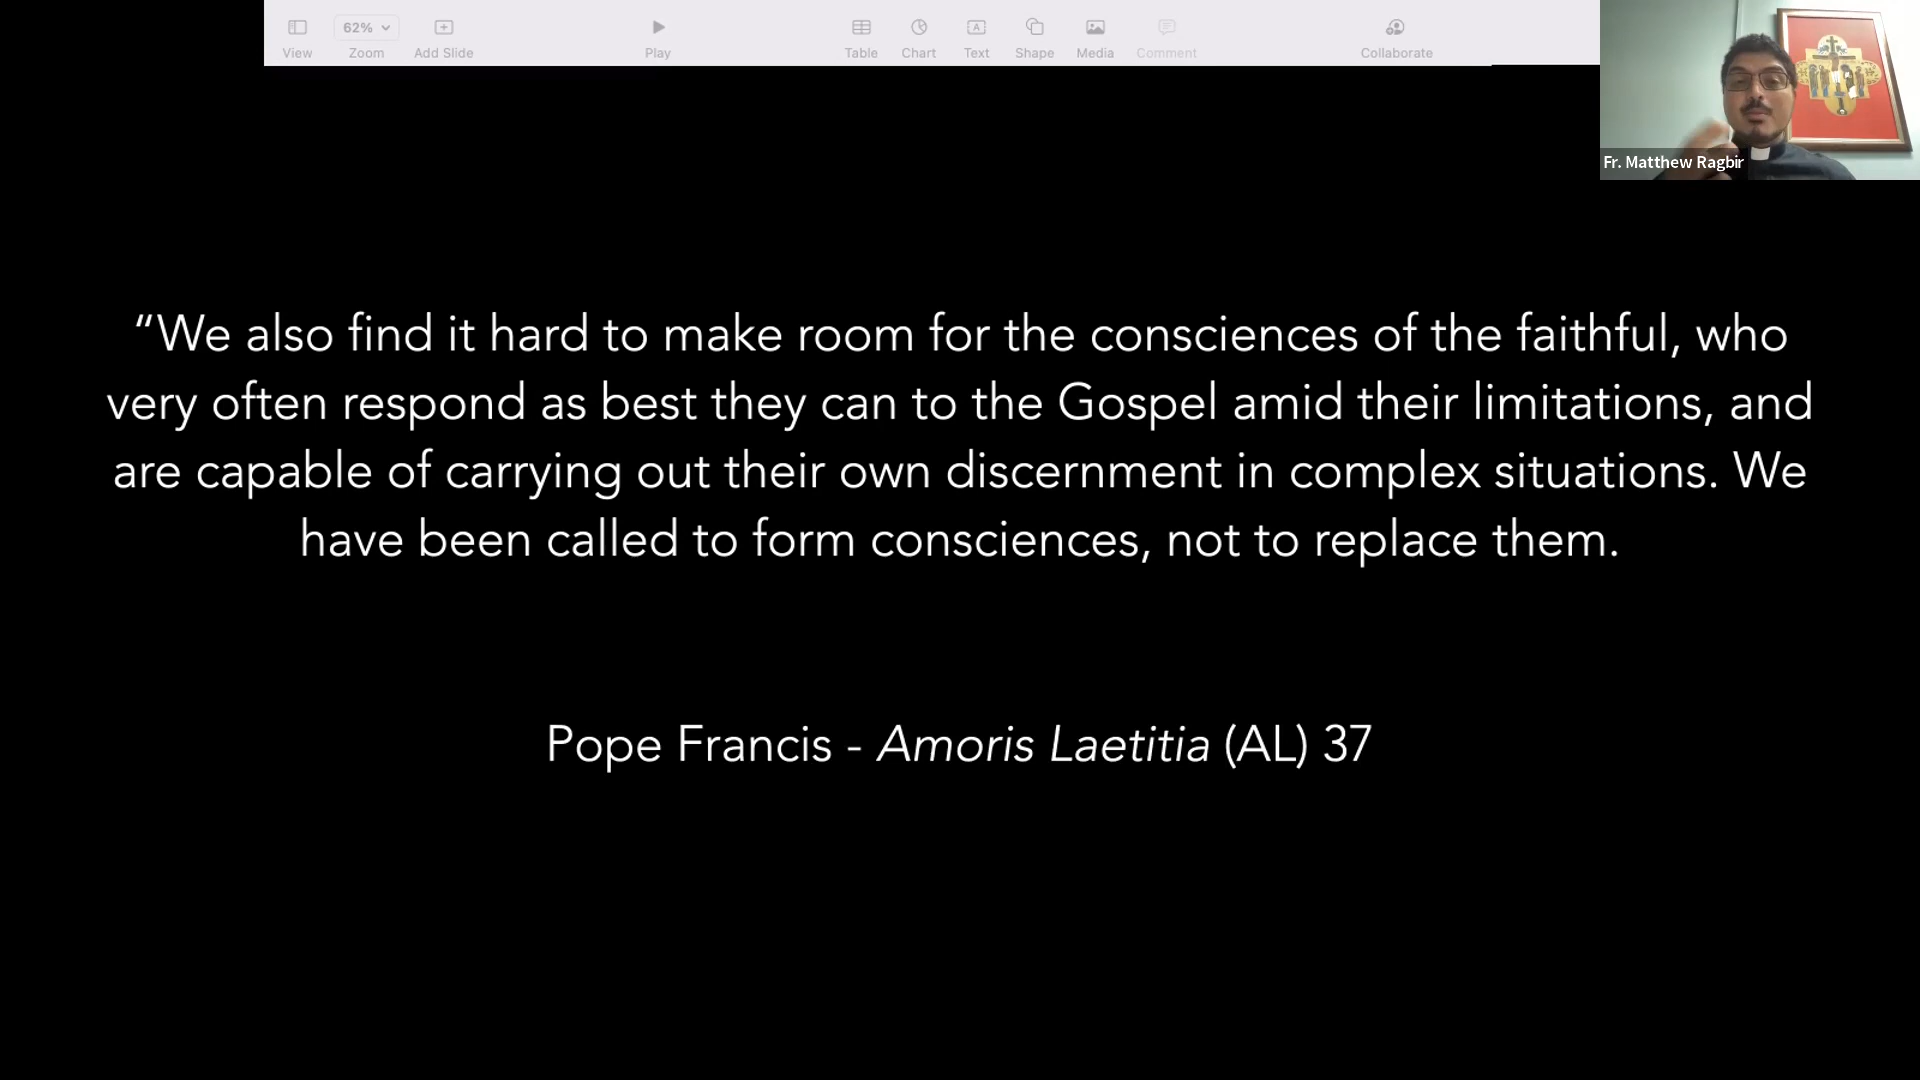 62%
View
Zoom
Add Slide
Play
Table
Chart
Text
Shape
Media
Comment
Collaborate
Fr. Matthew Ragbir
“We also find it hard to make room for the consciences of the faithful, who
very often respond as best they can to the Gospel amid their limitations, and
are capable of carrying out their own discernment in complex situations. We
have been called to form consciences, not to replace them.
Pope Francis - Amoris Laetitia (AL) 37